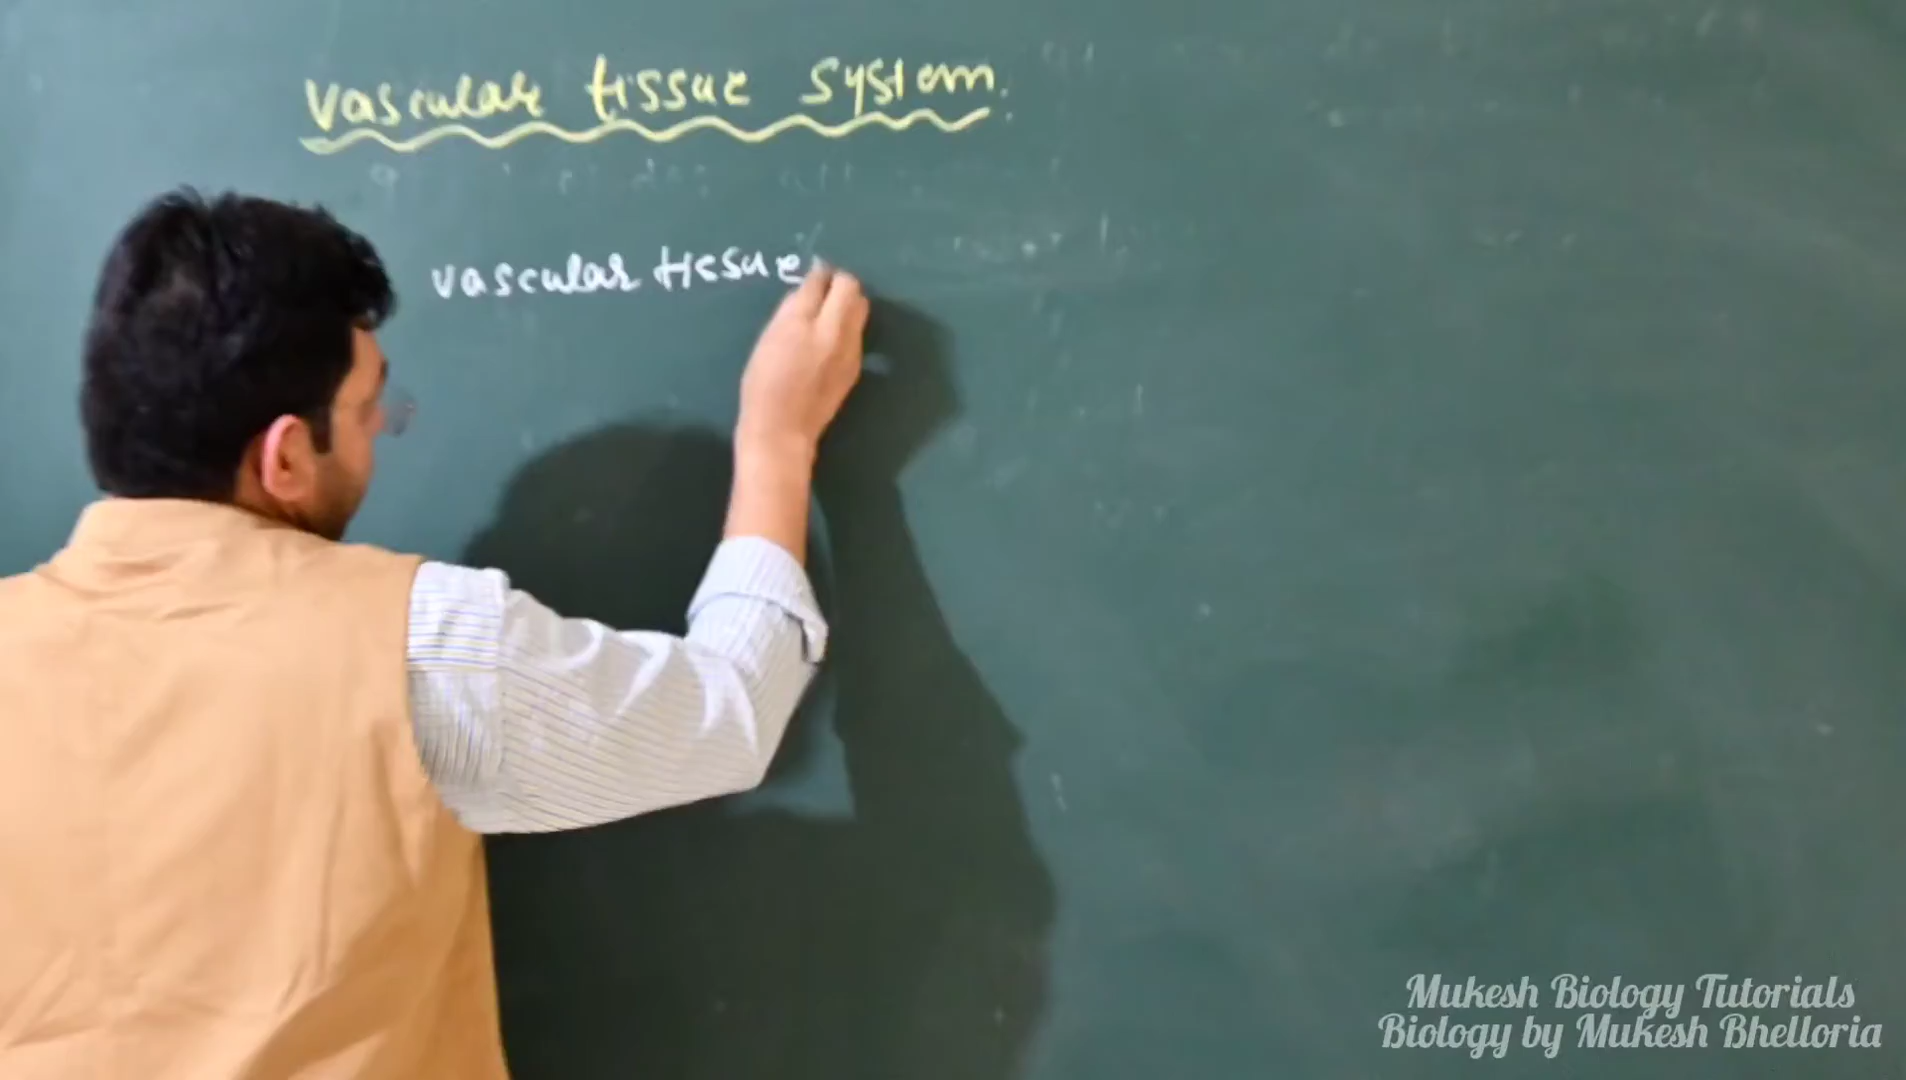 Vascular tissue system.
vascular tissue
Mukesh Biology Tutorials
Biology by Mukesh Bhelloria